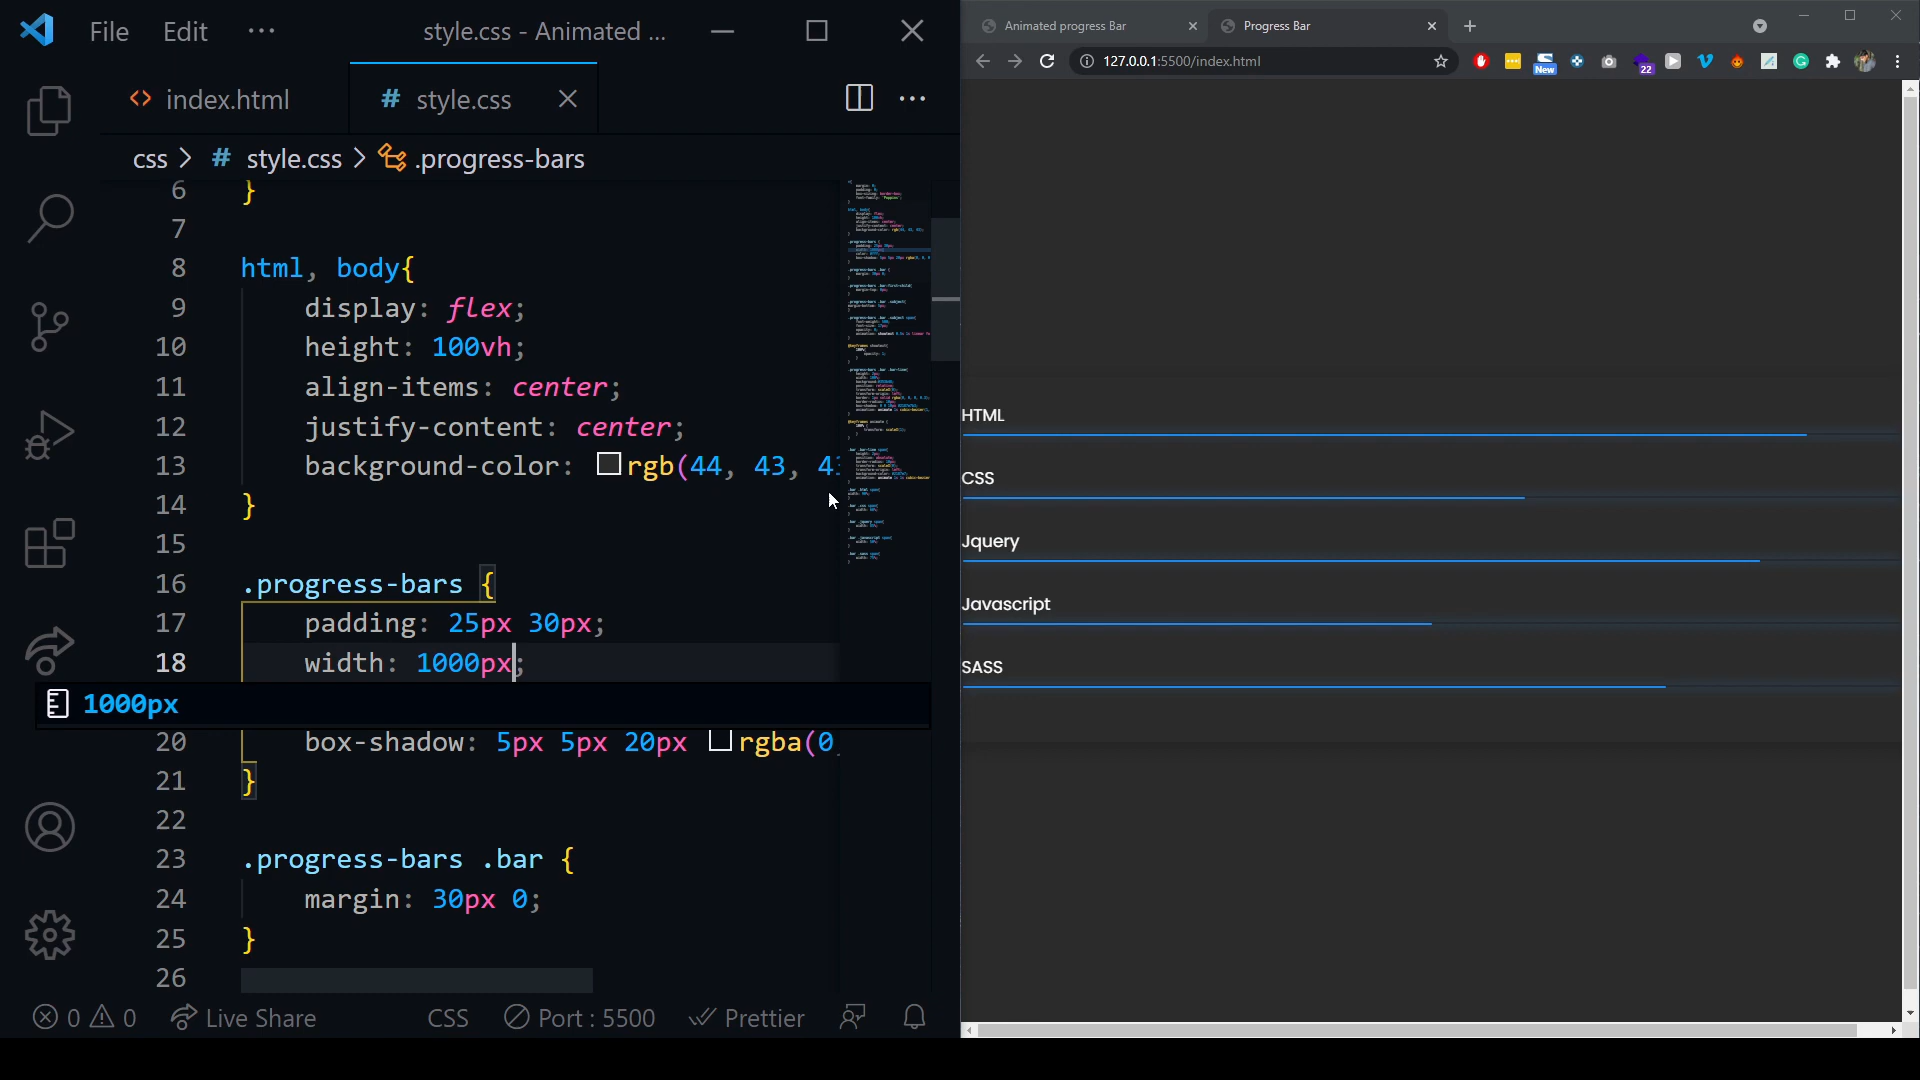 File Edit ··· style.css - Animated ...
index.html # style.css
css > # style.css > .progress-bars
6 }
7
8 html, body{
9 display: flex;
10 height: 100vh;
11 align-items: center;
12 justify-content: center;
13 background-color: rgb(44, 43, 43
14 }
15
16 .progress-bars {
17 padding: 25px 30px;
18 width: 1000px;
1000px
20 box-shadow: 5px 5px 20px rgba(0
21 }
22
23 .progress-bars .bar {
24 margin: 30px 0;
25 }
26
0 0 Live Share CSS Port : 5500 Prettier
Animated progress Bar Progress Bar
127.0.0.1:5500/index.html
New
22
HTML
CSS
Jquery
Javascript
SASS